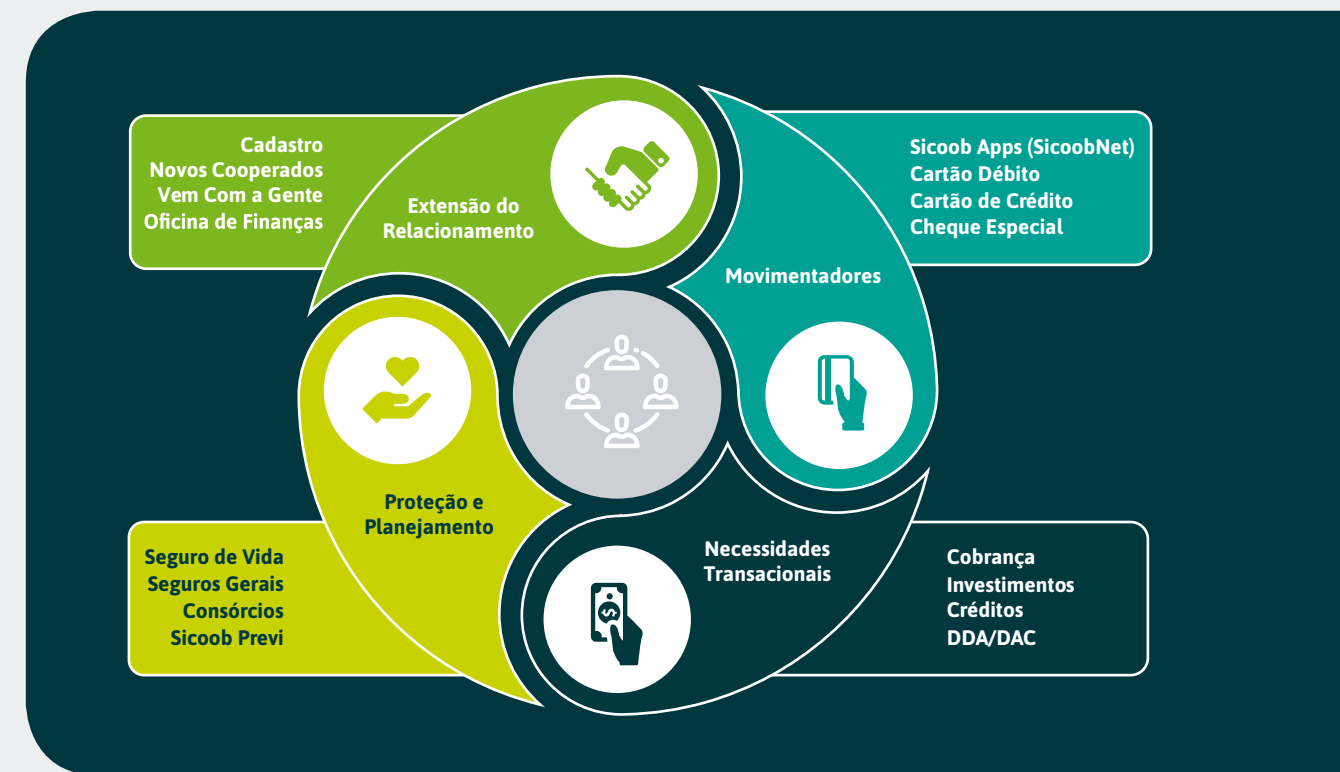 Cadastro
Novos Cooperados
Vem Com a Gente
Oficina de Finanças
Extensão do
Relacionamento
Sicoob Apps (SicoobNet)
Cartão Débito
Cartão de Crédito
Cheque Especial
Movimentadores
Proteção e
Planejamento
Seguro de Vida
Seguros Gerais
Consórcios
Sicoob Previ
Necessidades
Transacionais
Cobrança
Investimentos
Créditos
DDA/DAC
$